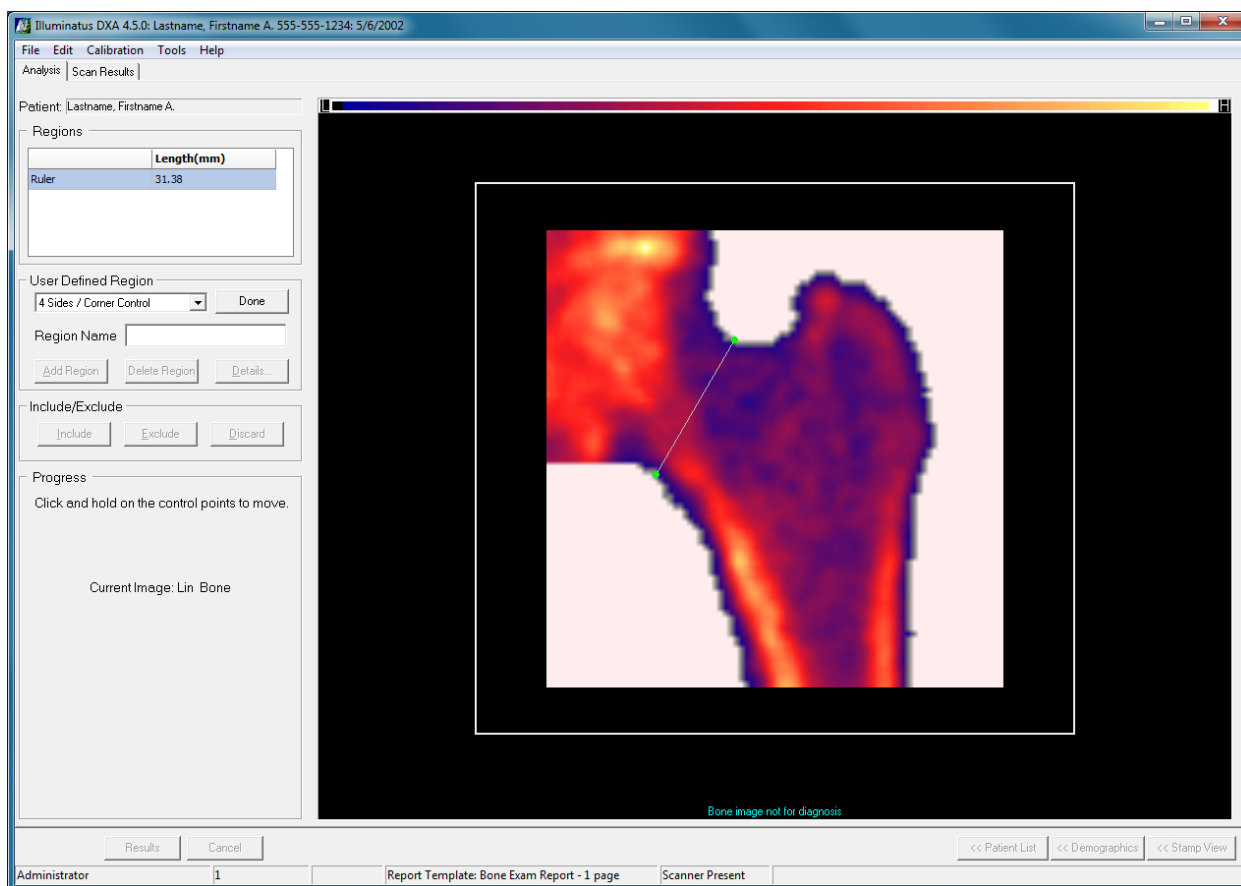 Illuminatus DXA 4.5.0: Lastname, Firstname A. 555-555-1234: 5/6/2002
File Edit Calibration Tools Help
Analysis Scan Results
Patient: Lastname, Firstname A.
L H
Regions
Length(mm)
Ruler 31.38
User Defined Region
4 Sides / Corner Control Done
Region Name
Add Region Delete Region Details...
Include/Exclude
Include Exclude Discard
Progress
Click and hold on the control points to move.
Current Image: Lin Bone
Bone image not for diagnosis
Results Cancel << Patient List << Demographics << Stamp View
Administrator 1 Report Template: Bone Exam Report - 1 page Scanner Present